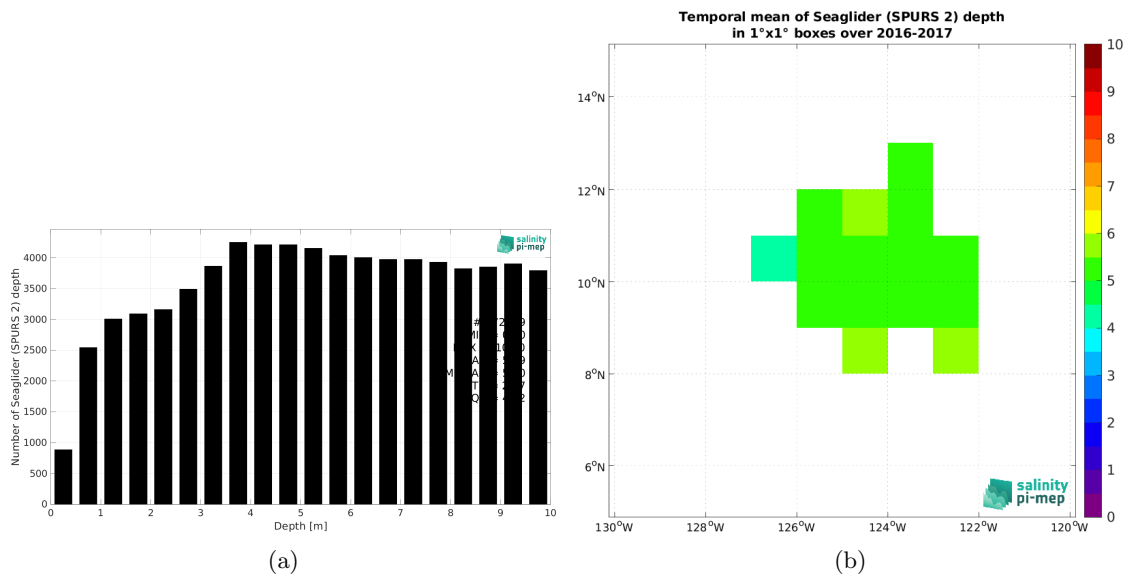 Temporal mean of Seaglider (SPURS 2) depth
in 1°x1° boxes over 2016-2017
Number of Seaglider (SPURS 2) depth
4000
3500
3000
2500
2000
1500
1000
500
0
0 1 2 3 4 5 6 7 8 9 10
Depth [m]
salinity
pi-mep
(a)
14°N
12°N
10°N
8°N
6°N
130°W 128°W 126°W 124°W 122°W 120°W
10
9
8
7
6
5
4
3
2
1
0
salinity
pi-mep
(b)